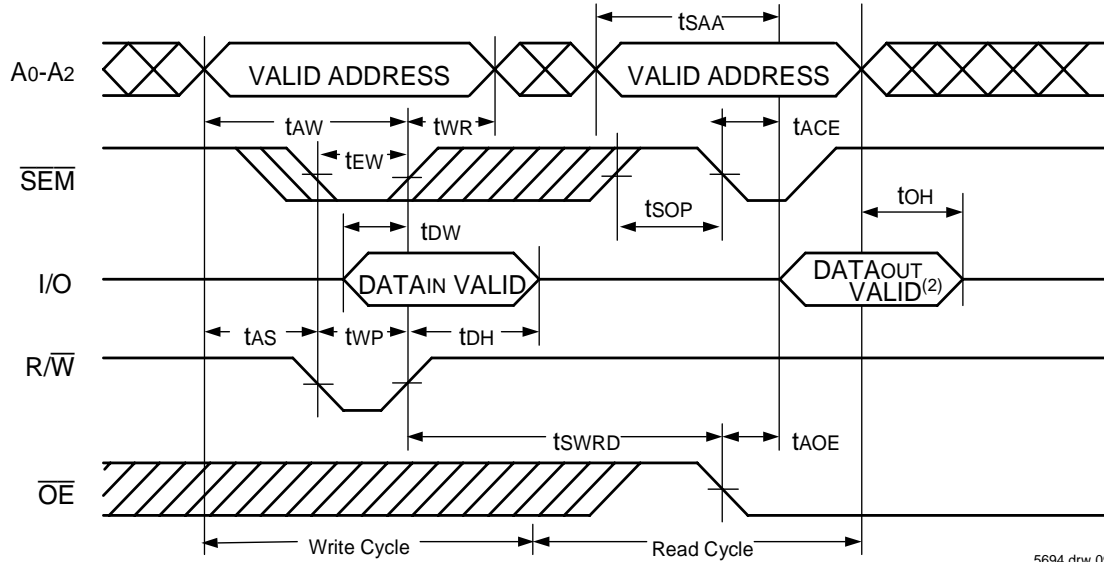 tSAA
A0-A2
VALID ADDRESS
VALID ADDRESS
tAW
tWR
tACE
tEW
SEM
tSOP
tOH
tDW
I/O
DATAIN VALID
DATAOUT
VALID(2)
tAS
tWP
tDH
R/W
tSWRD
tAOE
OE
Write Cycle
Read Cycle